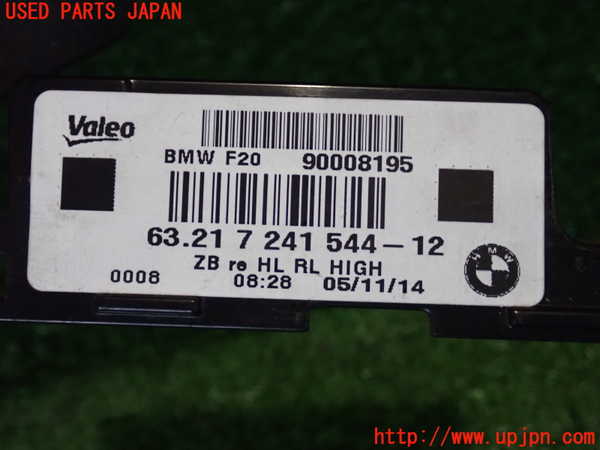 USED PARTS JAPAN
Valeo
BMW F20 90008195
63.21 7 241 544-12
ZB re HL RL HIGH
0008 08:28 05/11/14
BMW
UPJ
http://www.upjpn.com/